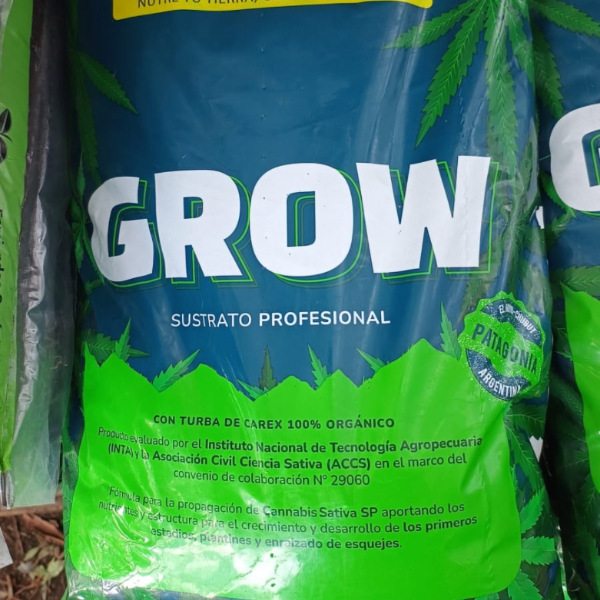 NUTRE TU TIERRA,
GROW
SUSTRATO PROFESIONAL
PATAGONIA
ARGENTINA
CON TURBA DE CAREX 100% ORGÁNICO
Producto evaluado por el Instituto Nacional de Tecnología Agropecuaria
(INTA) y la Asociación Civil Ciencia Sativa (ACCS) en el marco del
convenio de colaboración N° 29060
Fórmula para la propagación de Cannabis Sativa SP aportando los
nutrientes y estructura para el crecimiento y desarrollo de los primeros
estadios, plantines y enraizado de esquejes.